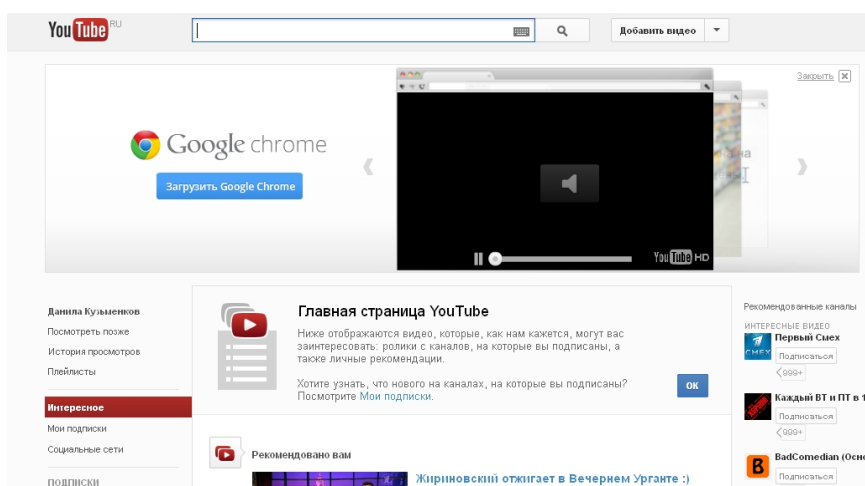 YouTube RU
Добавить видео
Закрыть
Google chrome
Загрузить Google Chrome
на
YouTube HD
Данила Кузьменков
Посмотреть позже
История просмотров
Плейлисты
Интересное
Мои подписки
Социальные сети
ПОДПИСКИ
Главная страница YouTube
Ниже отображаются видео, которые, как нам кажется, могут вас
заинтересовать: ролики с каналов, на которые вы подписаны, а
также личные рекомендации.
Хотите узнать, что нового на каналах, на которые вы подписаны?
Посмотрите Мои подписки.
ОК
Рекомендовано вам
Жириновский отжигает в Вечернем Урганте :)
Рекомендованные каналы
ИНТЕРЕСНЫЕ ВИДЕО
СМЕХ
Первый Смех
Подписаться
999+
Каждый ВТ и ПТ в 1
Подписаться
999+
B
BadComedian (Осно
Подписаться